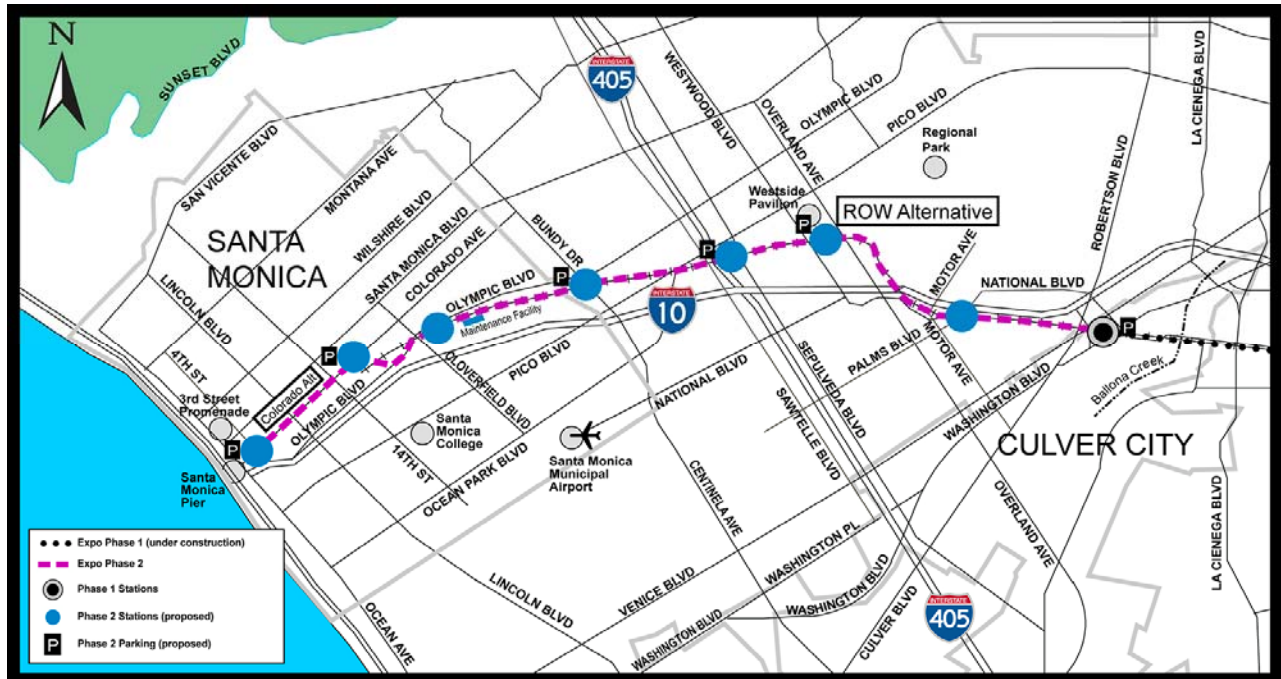 N
SUNSET BLVD
INTERSTATE
405
WESTWOOD BLVD
OVERLAND AVE
OLYMPIC BLVD
PICO BLVD
LA CIENEGA BLVD
Regional
Park
ROBERTSON BLVD
SAN VICENTE BLVD
MONTANA AVE
WILSHIRE BLVD
SANTA MONICA BLVD
COLORADO AVE
BUNDY DR
Westside
Pavilion
P
ROW Alternative
SANTA
MONICA
LINCOLN BLVD
4TH ST
OLYMPIC BLVD
P
P
MOTOR AVE
NATIONAL BLVD
INTERSTATE
10
Maintenance Facility
P
P
Colorado Alt
OLYMPIC BLVD
CLOVERFIELD BLVD
PICO BLVD
NATIONAL BLVD
PALMS BLVD
MOTOR AVE
WASHINGTON BLVD
Ballona Creek
3rd Street
Promenade
P
Santa
Monica
Pier
Santa
Monica
College
14TH ST
OCEAN PARK BLVD
Santa Monica
Municipal
Airport
SEPULVEDA BLVD
SAWTELLE BLVD
CULVER CITY
CENTINELA AVE
OVERLAND AVE
LA CIENEGA BLVD
LINCOLN BLVD
OCEAN AVE
VENICE BLVD
WASHINGTON PL
WASHINGTON BLVD
WASHINGTON BLVD
CULVER BLVD
INTERSTATE
405
Expo Phase 1 (under construction)
Expo Phase 2
Phase 1 Stations
Phase 2 Stations (proposed)
P Phase 2 Parking (proposed)